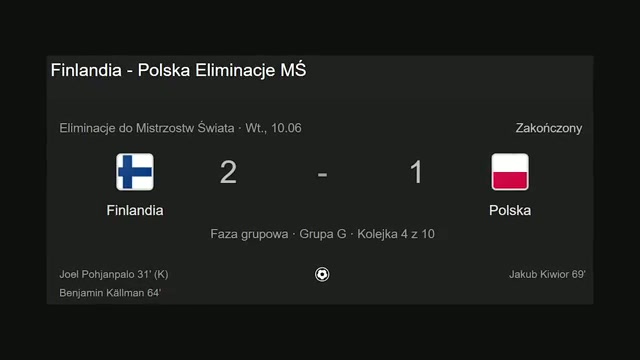 Finlandia - Polska Eliminacje MŚ
Eliminacje do Mistrzostw Świata · Wt., 10.06
Zakończony
2 - 1
Finlandia
Polska
Faza grupowa · Grupa G · Kolejka 4 z 10
Joel Pohjanpalo 31' (K)
Jakub Kiwior 69'
Benjamin Källman 64'